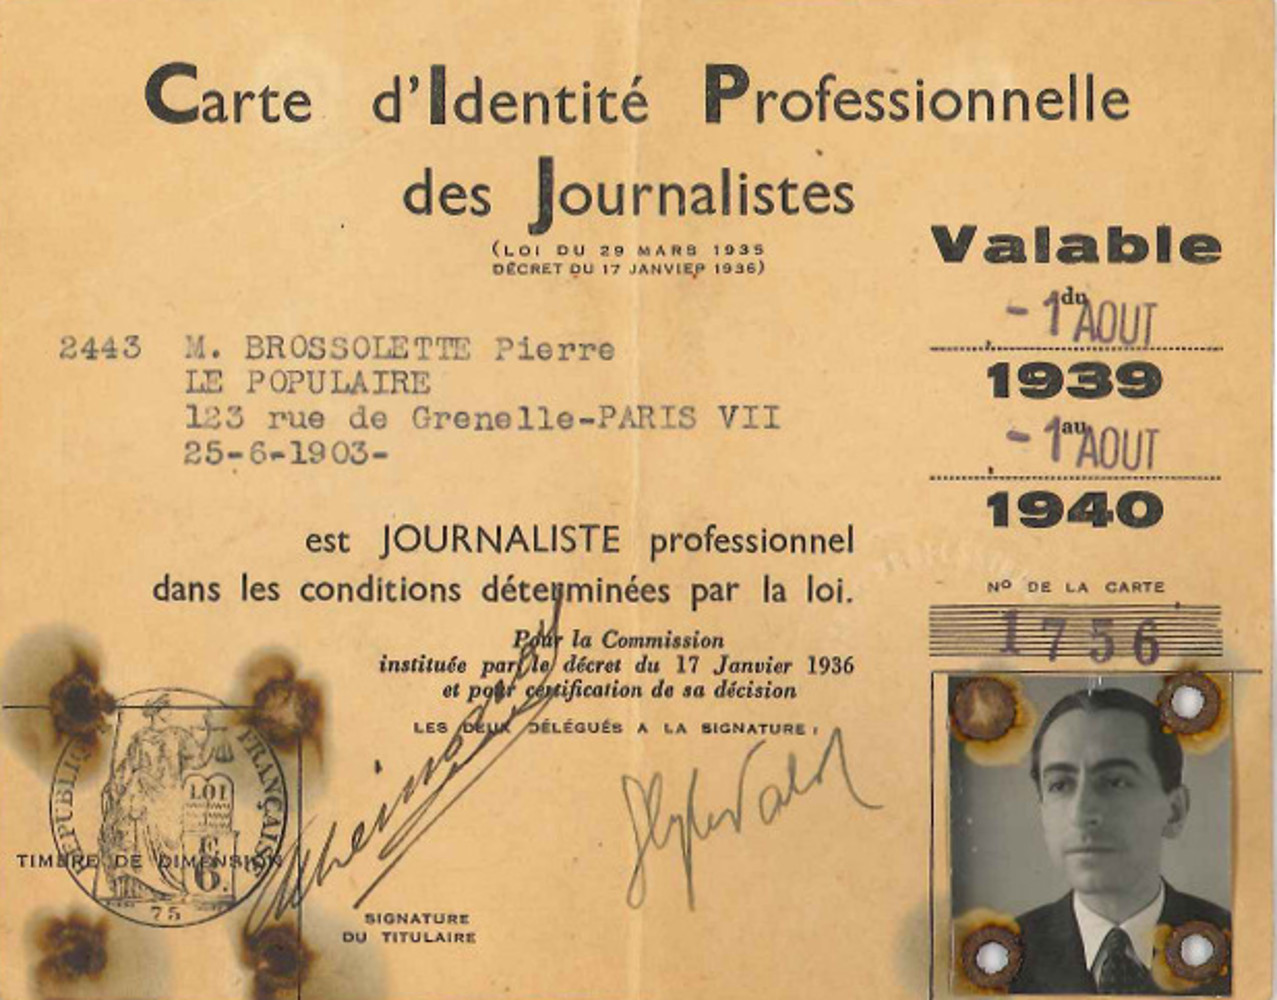 Carte d'Identité Professionnelle
des Journalistes
(LOI DU 29 MARS 1935
DÉCRET DU 17 JANVIER 1936)
Valable
du
- 1 AOUT
1939
au
- 1 AOUT
1940
2443 M. BROSSOLETTE Pierre
LE POPULAIRE
123 rue de Grenelle-PARIS VII
25-6-1903-
est JOURNALISTE professionnel
dans les conditions déterminées par la loi.
Pour la Commission
instituée par le décret du 17 Janvier 1936
et pour certification de sa décision
LES DEUX DÉLÉGUÉS A LA SIGNATURE :
Nº DE LA CARTE
1756
RÉPUBLIQUE FRANÇAISE
LOI
6
75
TIMBRE DE DIMENSION
SIGNATURE
DU TITULAIRE